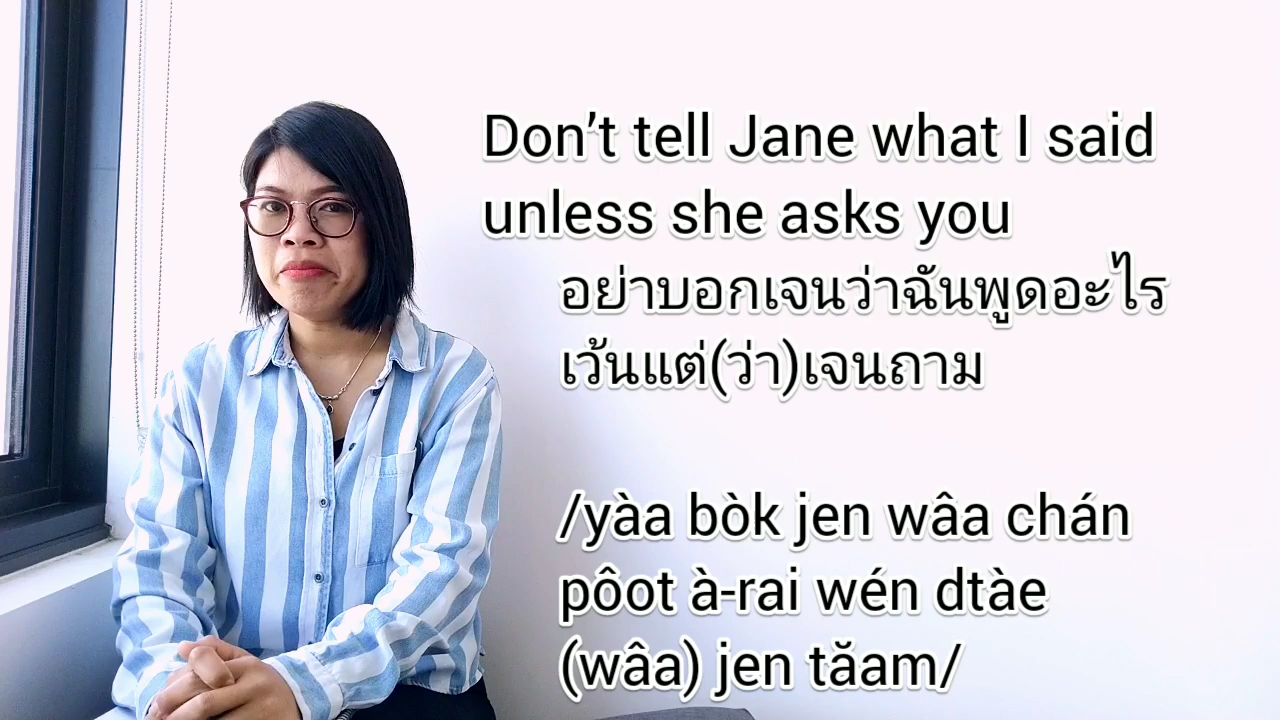 Don’t tell Jane what I said
unless she asks you
อย่าบอกเจนว่าฉันพูดอะไร
เว้นแต่(ว่า)เจนถาม
/yàa bòk jen wâa chán
pôot à-rai wén dtàe
(wâa) jen tăam/